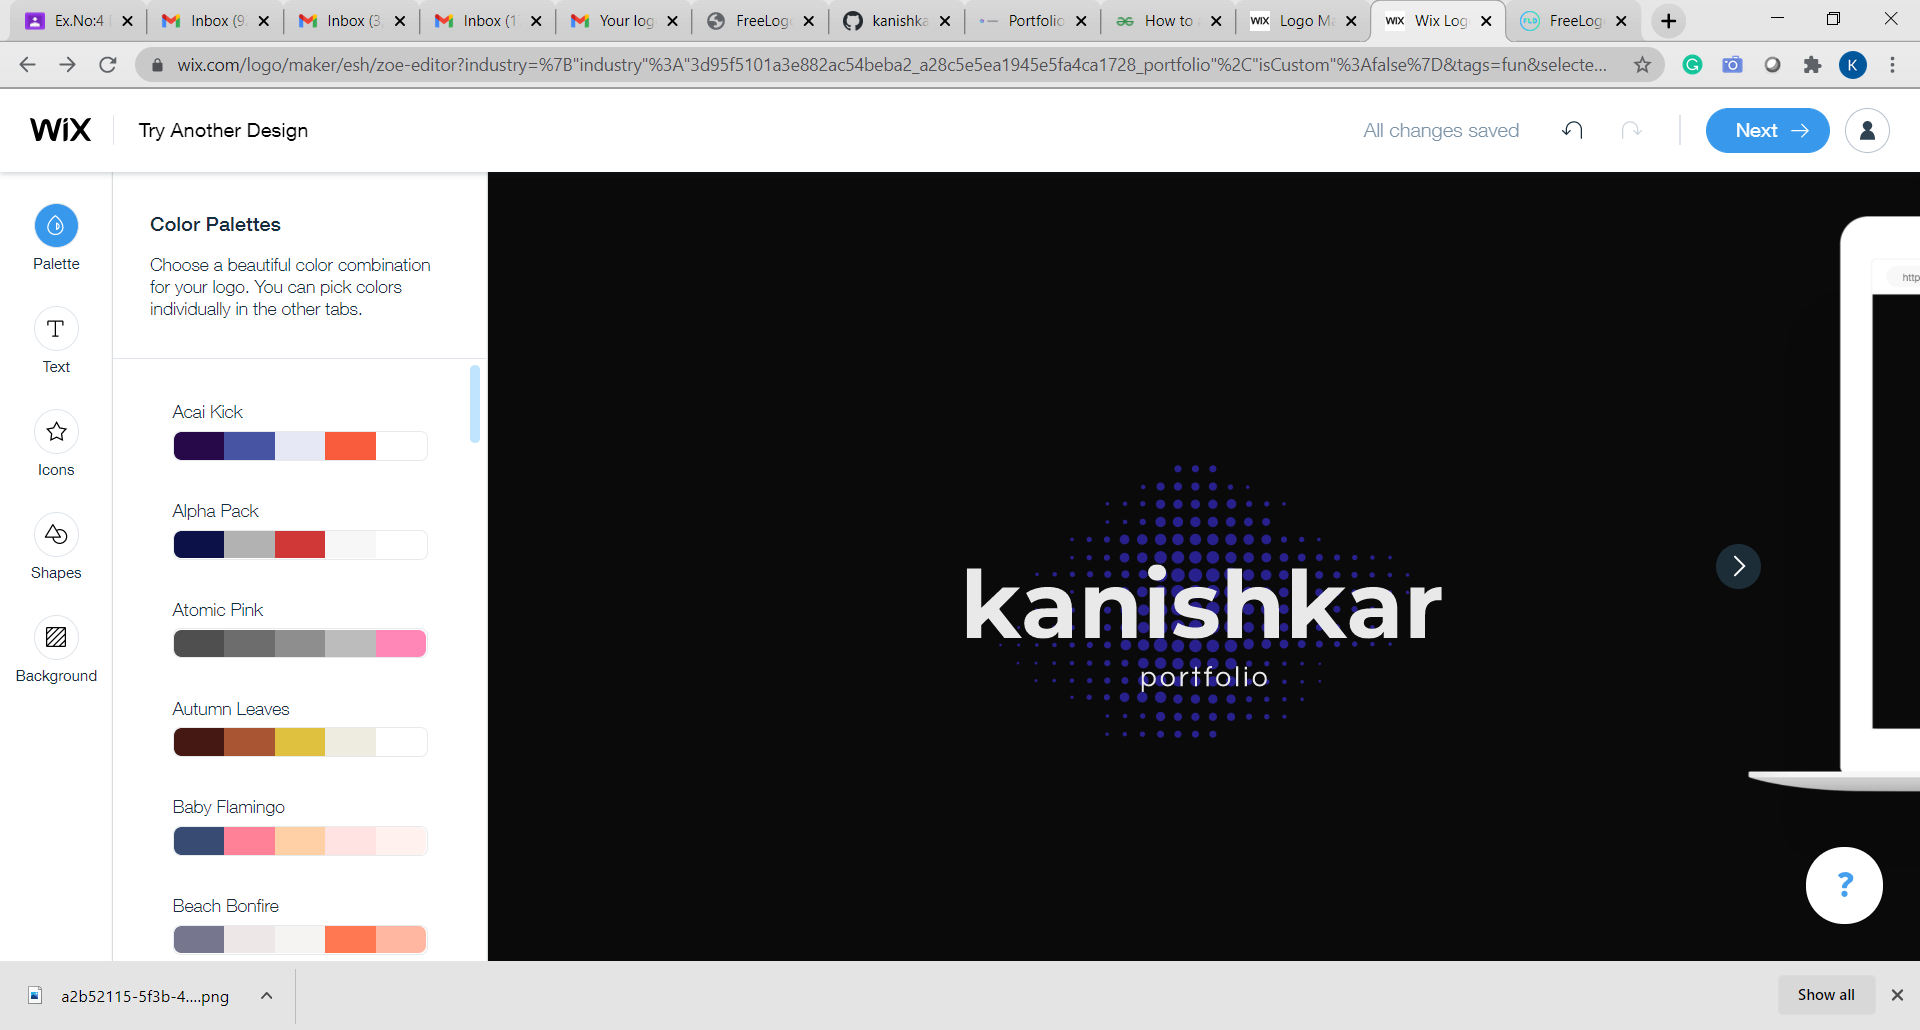 Ex.No:4
Inbox (9
Inbox (3
Inbox (1
Your log
FreeLog
kanishka
Portfolio
How to
WIX
Logo Ma
WIX
Wix Log
FLD
FreeLog
wix.com/logo/maker/esh/zoe-editor?industry=%7B"industry"%3A"3d95f5101a3e882ac54beba2_a28c5e5ea1945e5fa4ca1728_portfolio"%2C"isCustom"%3Afalse%7D&tags=fun&selecte...
K
WiX
Try Another Design
All changes saved
Next
Palette
Text
Icons
Shapes
Background
Color Palettes
Choose a beautiful color combination
for your logo. You can pick colors
individually in the other tabs.
Acai Kick
Alpha Pack
Atomic Pink
Autumn Leaves
Baby Flamingo
Beach Bonfire
kanishkar
portfolio
http
?
a2b52115-5f3b-4....png
Show all